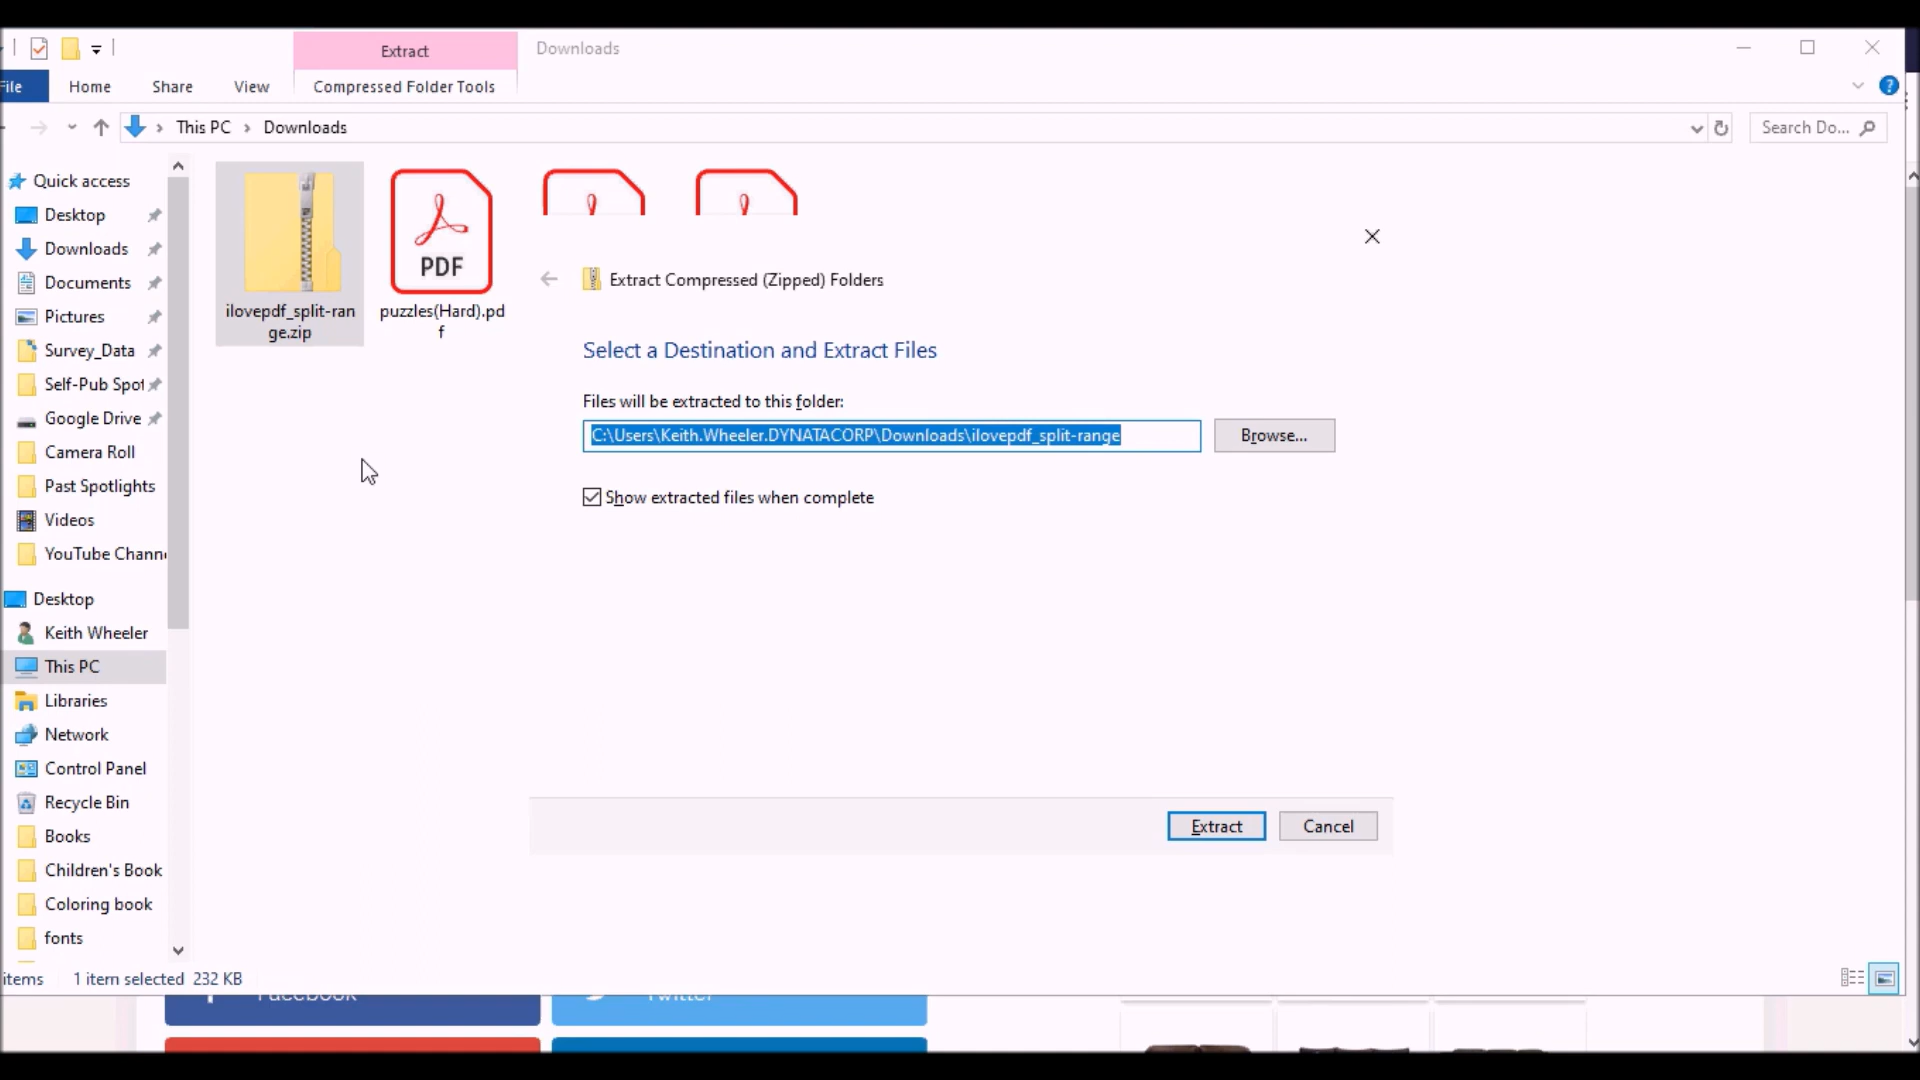 Extract
Downloads
File
Home
Share
View
Compressed Folder Tools
This PC
Downloads
Search Do...
Quick access
Desktop
Downloads
Documents
Pictures
Survey_Data
Self-Pub Spot
Google Drive
Camera Roll
Past Spotlights
Videos
YouTube Chann
Desktop
Keith Wheeler
This PC
Libraries
Network
Control Panel
Recycle Bin
Books
Children's Book
Coloring book
fonts
ilovepdf_split-ran
ge.zip
PDF
puzzles(Hard).pd
f
Extract Compressed (Zipped) Folders
Select a Destination and Extract Files
Files will be extracted to this folder:
C:\Users\Keith.Wheeler.DYNATACORP\Downloads\ilovepdf_split-range
Browse...
Show extracted files when complete
Extract
Cancel
items
1 item selected 232 KB
Facebook
Twitter